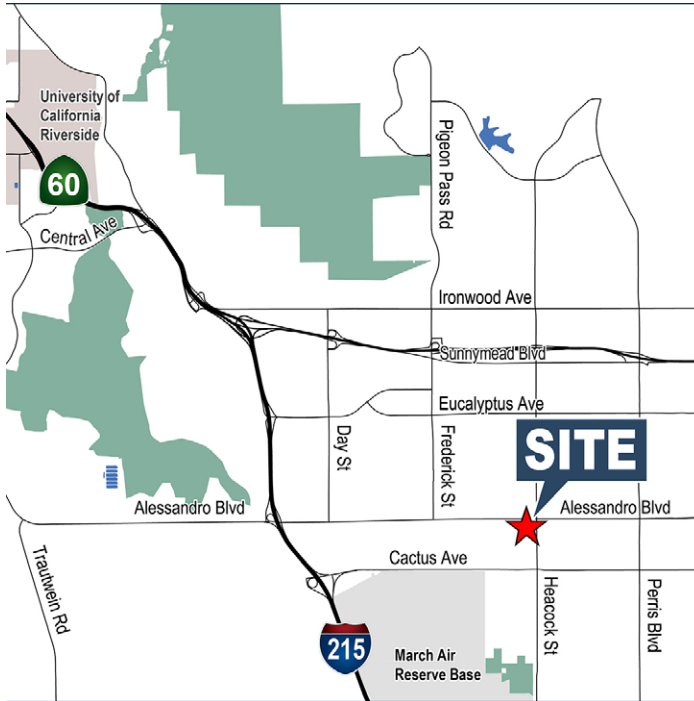 University of
California
Riverside
60
Central Ave
Pigeon Pass Rd
Ironwood Ave
Sunnymead Blvd
Eucalyptus Ave
Day St
Frederick St
SITE
Alessandro Blvd
Alessandro Blvd
Cactus Ave
Trautwein Rd
Heacock St
Perris Blvd
215
March Air
Reserve Base